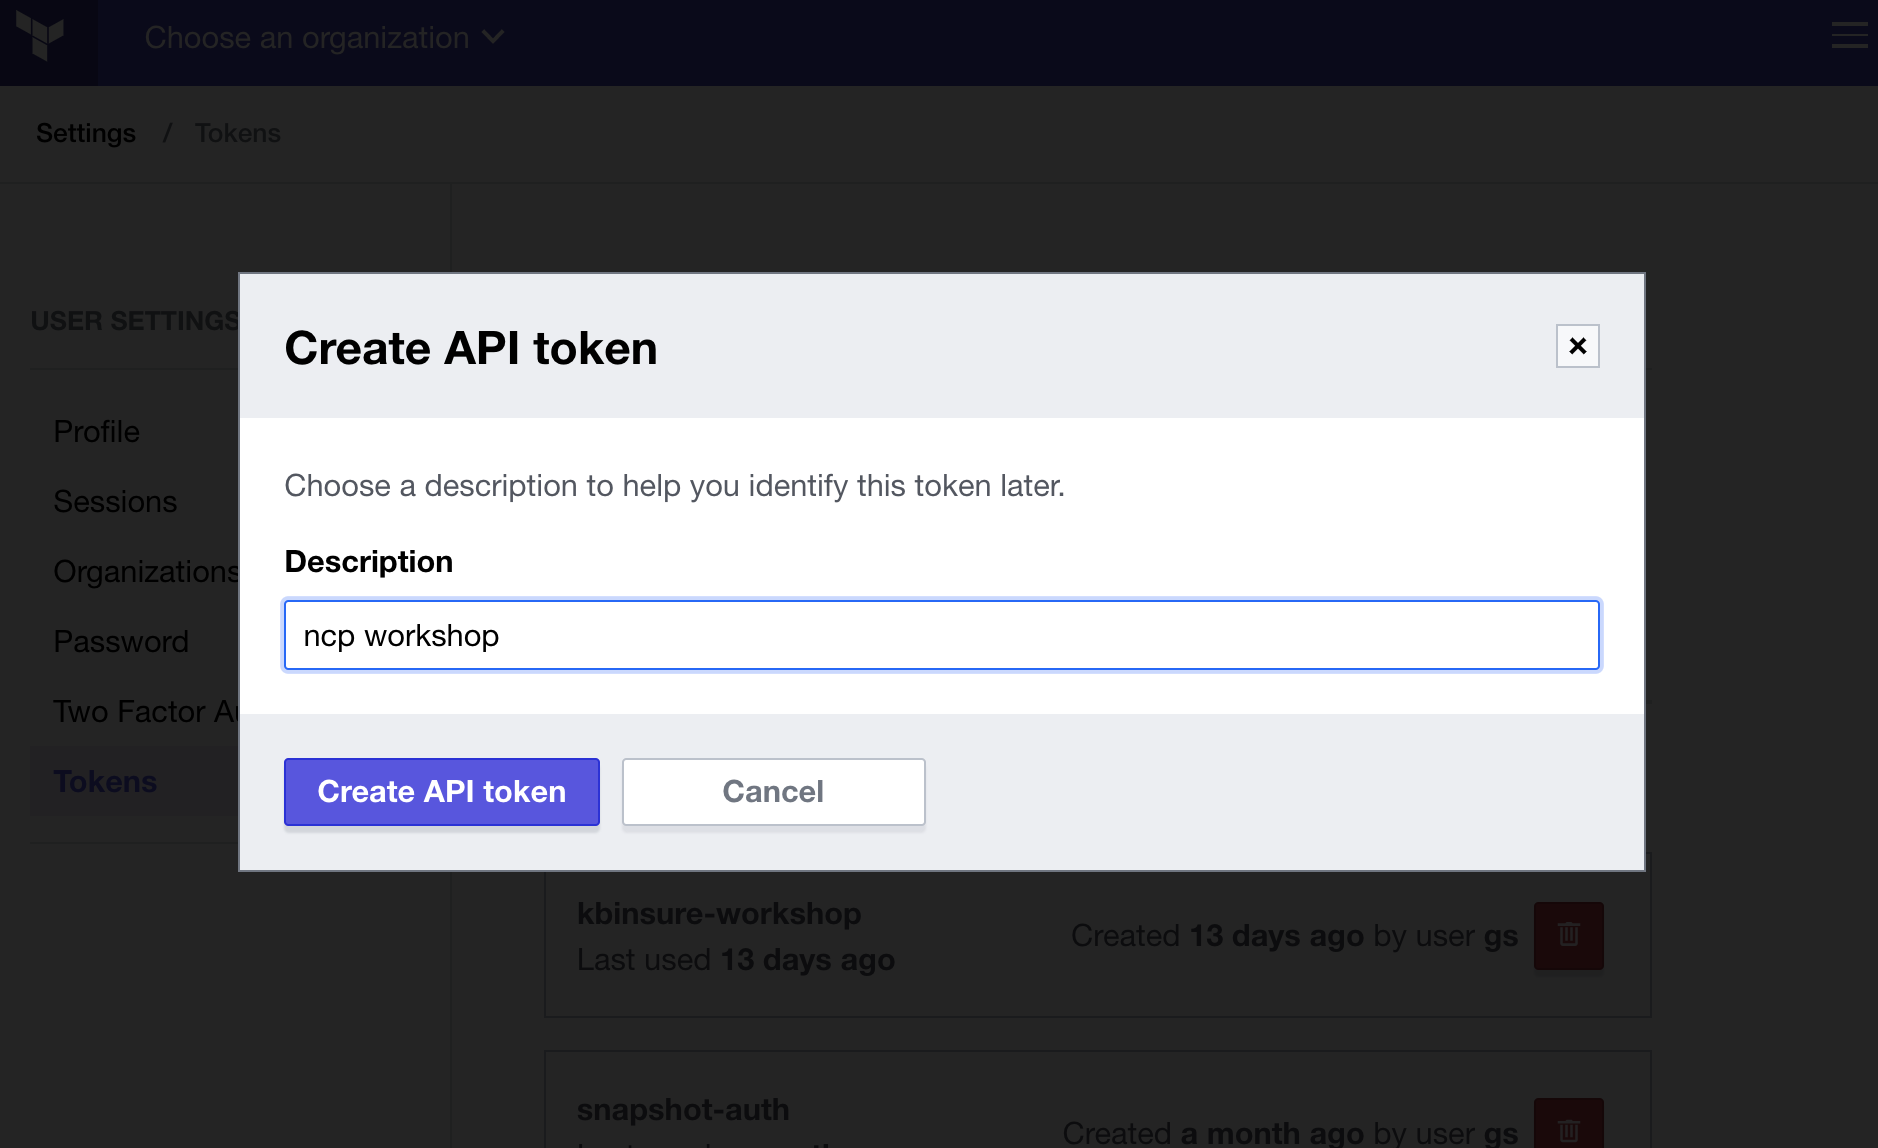 Choose an organization
Settings / Tokens
USER SETTINGS
Profile
Sessions
Organizations
Password
Two Factor
Tokens
Create API token
Choose a description to help you identify this token later.
Description
ncp workshop
Create API token
Cancel
kbinsure-workshop
Last used 13 days ago
Created 13 days ago by user gs
snapshot-auth
Created a month ago by user gs